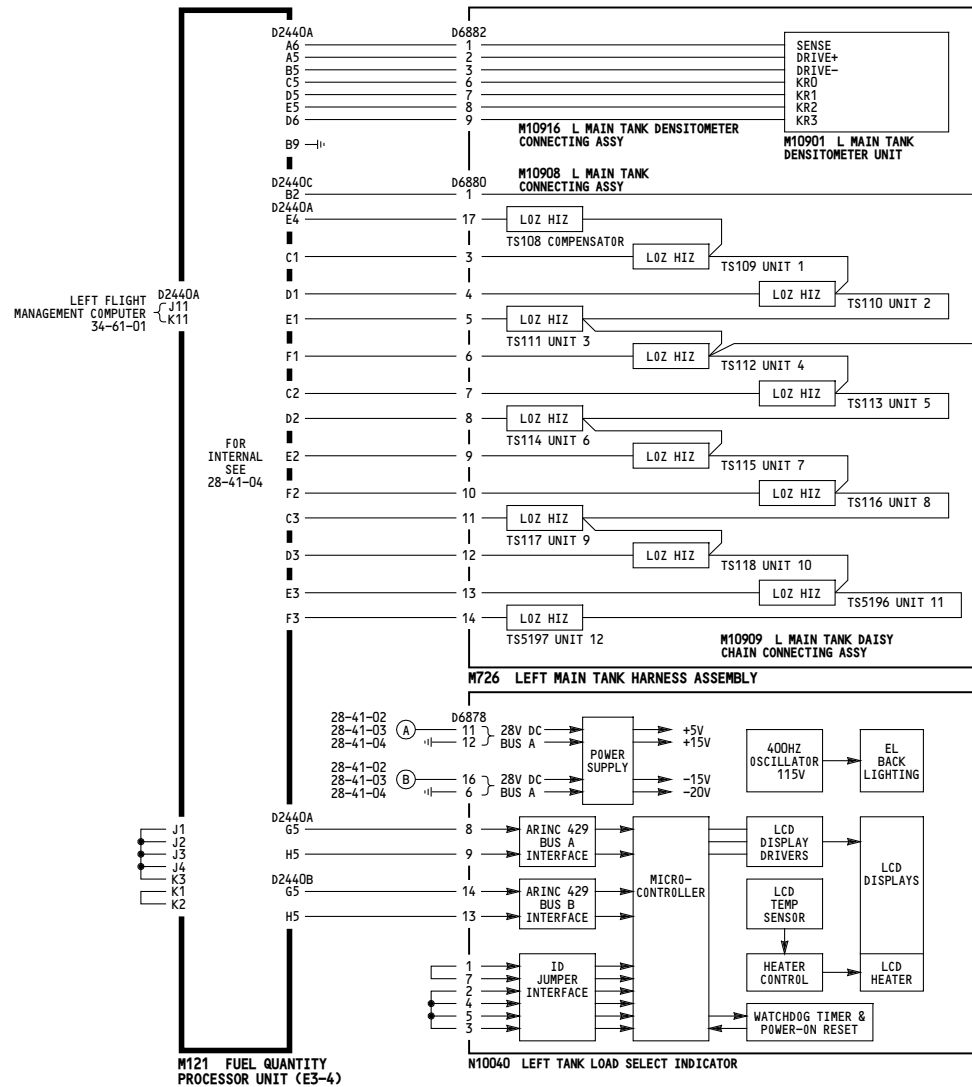 D2440A
D6882
A6 1 SENSE
A5 2 DRIVE+
B5 3 DRIVE–
C5 6 KR0
D5 7 KR1
E5 8 KR2
D6 9 KR3
M10916 L MAIN TANK DENSITOMETER
CONNECTING ASSY
M10901 L MAIN TANK
DENSITOMETER UNIT
B9
M10908 L MAIN TANK
CONNECTING ASSY
D2440C
D6880
B2 1
D2440A
E4 17 LOZ HIZ
TS108 COMPENSATOR
C1 3 LOZ HIZ
TS109 UNIT 1
D1 4 LOZ HIZ
TS110 UNIT 2
LEFT FLIGHT
MANAGEMENT COMPUTER
34-61-01
D2440A
J11
K11
E1 5 LOZ HIZ
TS111 UNIT 3
F1 6 LOZ HIZ
TS112 UNIT 4
C2 7 LOZ HIZ
TS113 UNIT 5
D2 8 LOZ HIZ
TS114 UNIT 6
FOR
INTERNAL
SEE
28-41-04
E2 9 LOZ HIZ
TS115 UNIT 7
F2 10 LOZ HIZ
TS116 UNIT 8
C3 11 LOZ HIZ
TS117 UNIT 9
D3 12 LOZ HIZ
TS118 UNIT 10
E3 13 LOZ HIZ
TS5196 UNIT 11
F3 14 LOZ HIZ
TS5197 UNIT 12
M10909 L MAIN TANK DAISY
CHAIN CONNECTING ASSY
M726 LEFT MAIN TANK HARNESS ASSEMBLY
28-41-02
28-41-03
28-41-04
A
D6878
11
12
28V DC
BUS A
28-41-02
28-41-03
28-41-04
B
16
6
28V DC
BUS A
POWER
SUPPLY
+5V
+15V
–15V
–20V
400HZ
OSCILLATOR
115V
EL
BACK
LIGHTING
D2440A
G5 8
H5 9
ARINC 429
BUS A
INTERFACE
D2440B
G5 14
H5 13
ARINC 429
BUS B
INTERFACE
J1
J2
J3
J4
K3
K1
K2
MICRO-
CONTROLLER
LCD
DISPLAY
DRIVERS
LCD
DISPLAYS
LCD
TEMP
SENSOR
1
7
2
4
5
3
ID
JUMPER
INTERFACE
HEATER
CONTROL
LCD
HEATER
WATCHDOG TIMER &
POWER-ON RESET
M121 FUEL QUANTITY
PROCESSOR UNIT (E3-4)
N10040 LEFT TANK LOAD SELECT INDICATOR